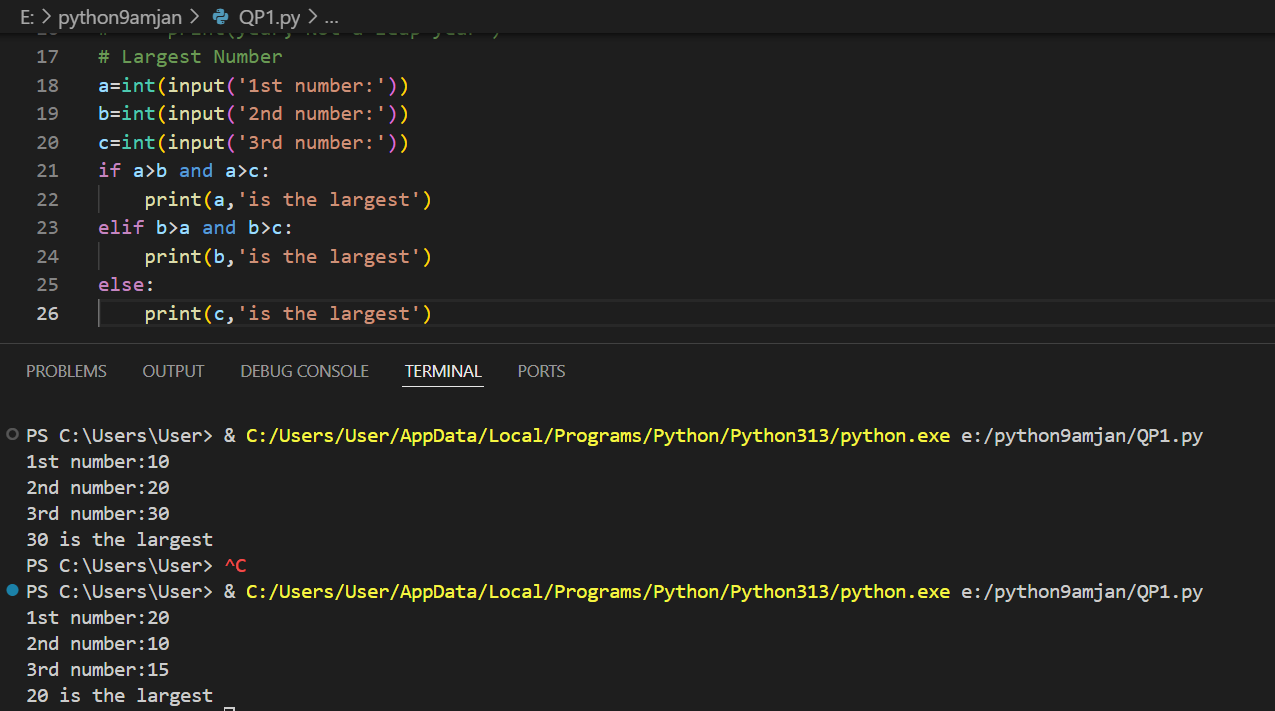 E: > python9amjan > QP1.py > ...
17 # Largest Number
18 a=int(input('1st number:'))
19 b=int(input('2nd number:'))
20 c=int(input('3rd number:'))
21 if a>b and a>c:
22     print(a,'is the largest')
23 elif b>a and b>c:
24     print(b,'is the largest')
25 else:
26     print(c,'is the largest')
PROBLEMS OUTPUT DEBUG CONSOLE TERMINAL PORTS
PS C:\Users\User> & C:/Users/User/AppData/Local/Programs/Python/Python313/python.exe e:/python9amjan/QP1.py
1st number:10
2nd number:20
3rd number:30
30 is the largest
PS C:\Users\User> ^C
PS C:\Users\User> & C:/Users/User/AppData/Local/Programs/Python/Python313/python.exe e:/python9amjan/QP1.py
1st number:20
2nd number:10
3rd number:15
20 is the largest